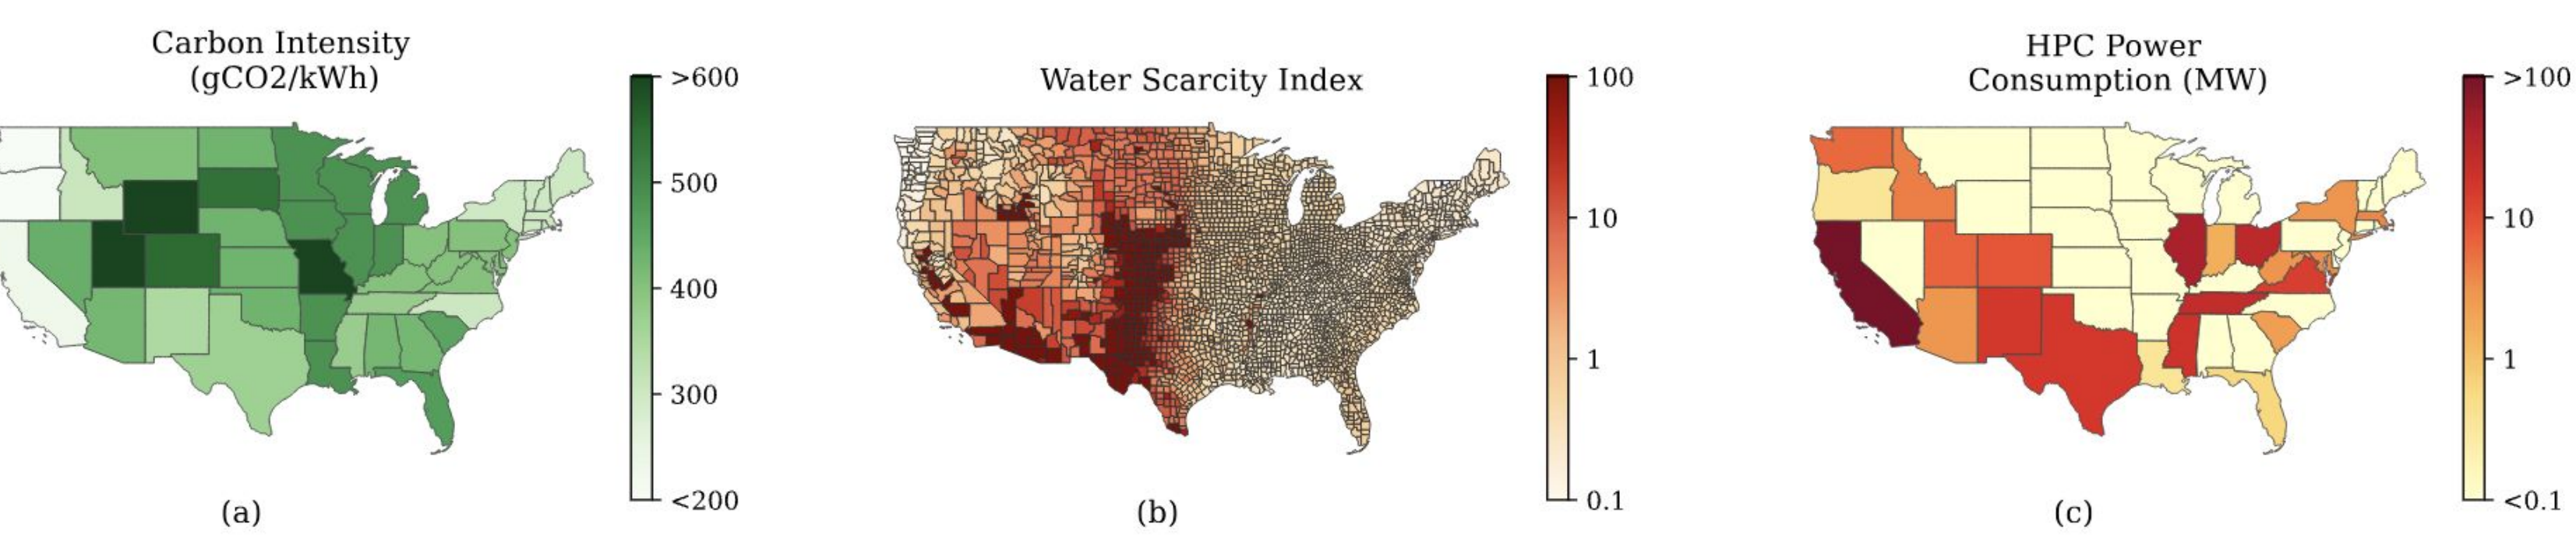 Carbon Intensity
(gCO2/kWh)
>600
500
400
300
<200
(a)
Water Scarcity Index
100
10
1
0.1
(b)
HPC Power
Consumption (MW)
>100
10
1
<0.1
(c)